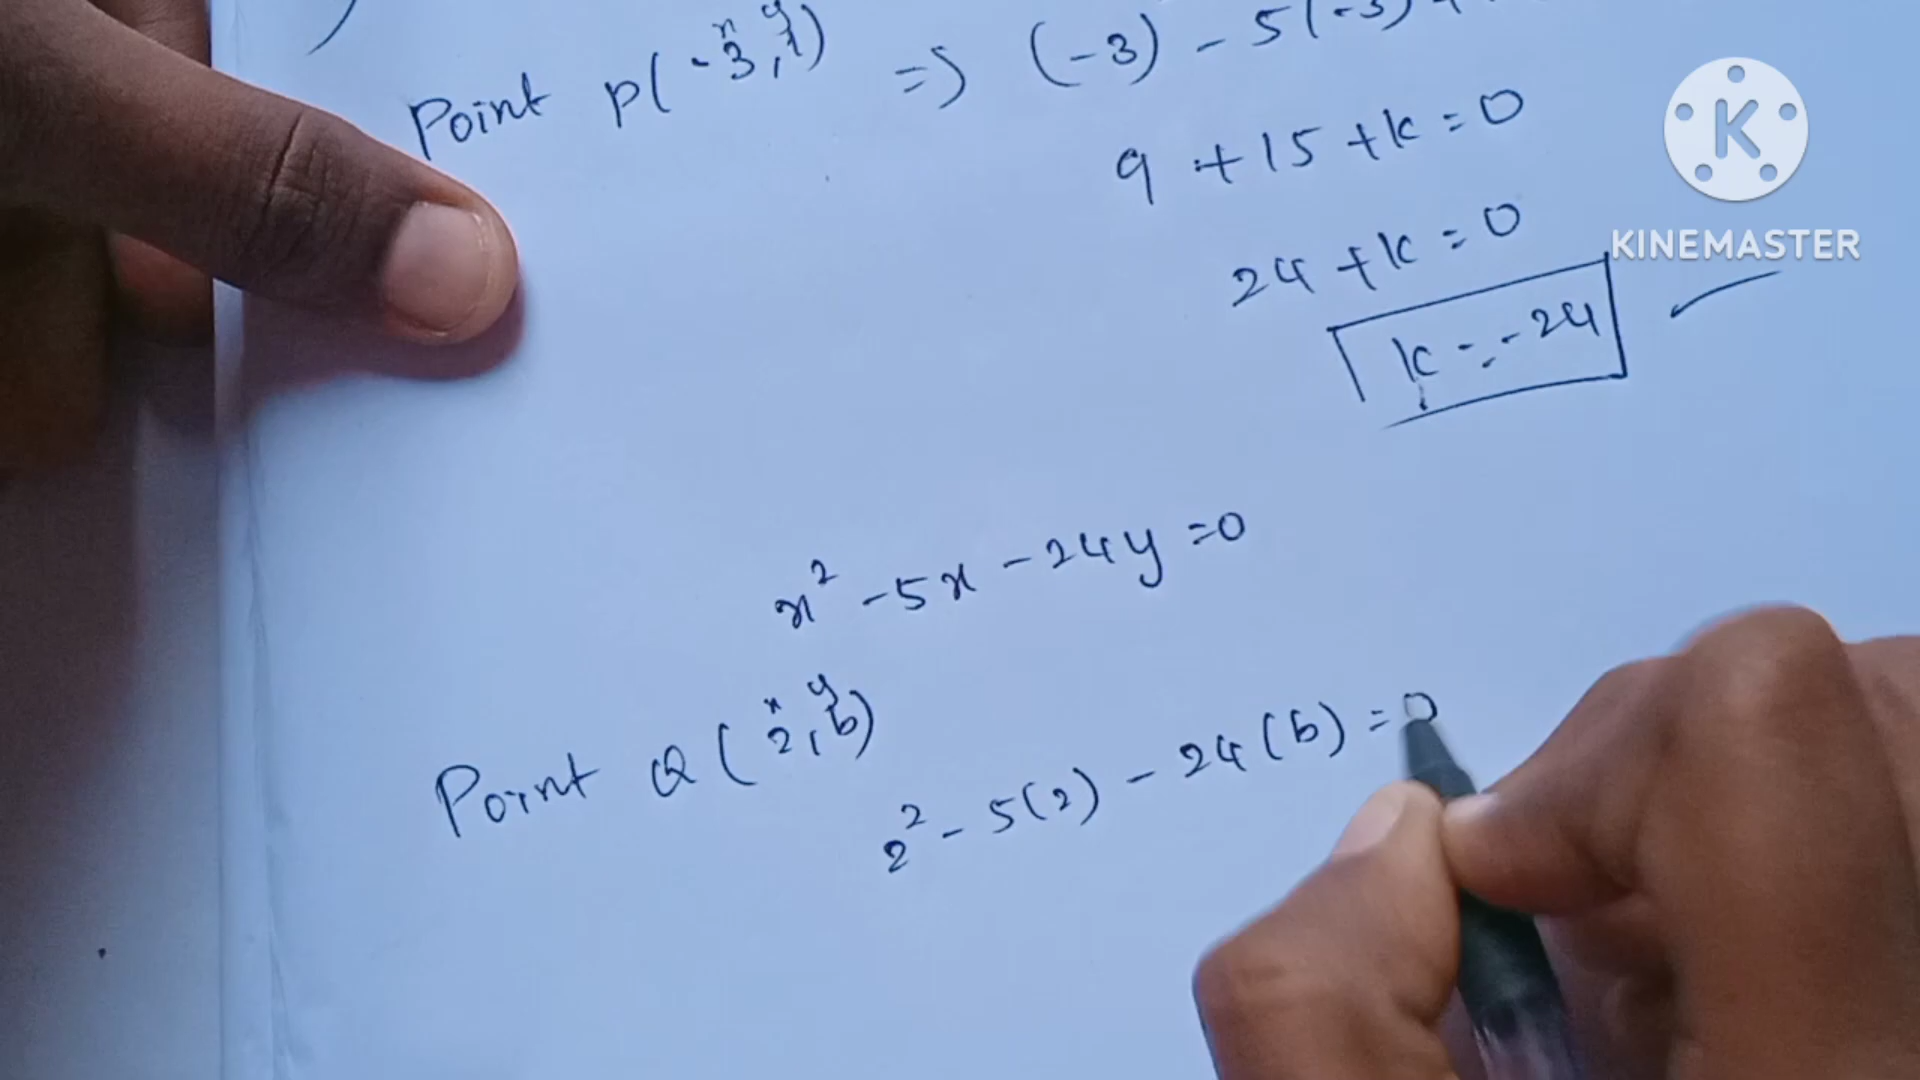 Point P(-3,1) => (-3) - 5(-3)
x y
9 + 15 + k = 0
24 + k = 0
k = -24
K
KINEMASTER
x² - 5x - 24y = 0
x y
Point Q (2, b)
2² - 5(2) - 24(b) = 0